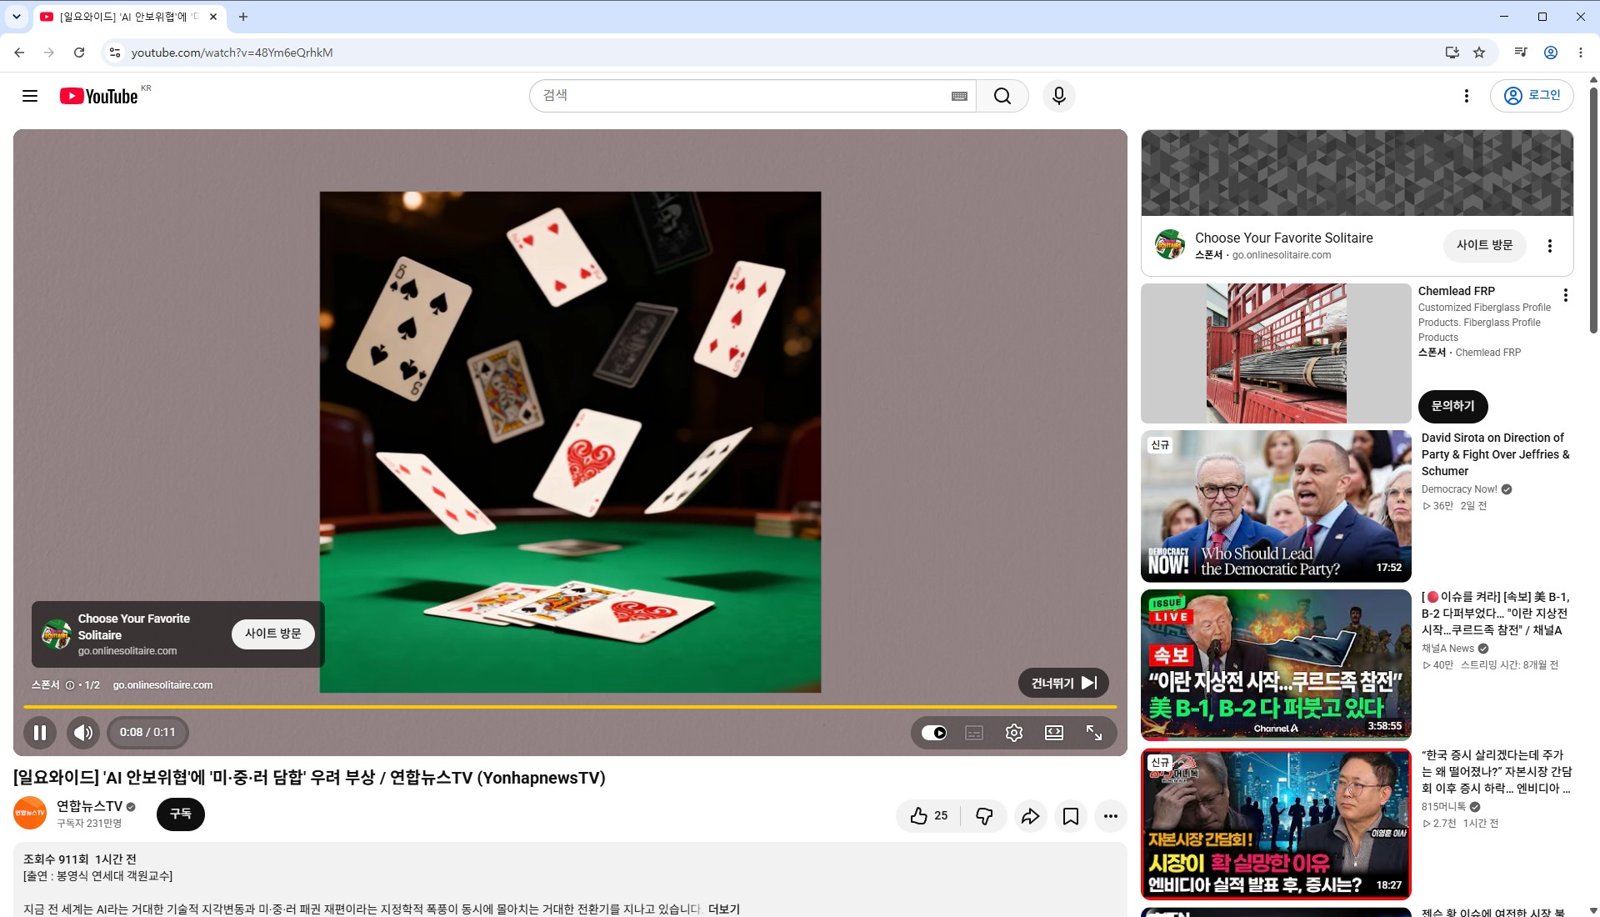 [일요와이드] 'AI 안보위협'에 '미
youtube.com/watch?v=48Ym6eQrhkM
YouTube KR
검색
로그인
Choose Your Favorite
Solitaire
go.onlinesolitaire.com
사이트 방문
스폰서 · 1/2 go.onlinesolitaire.com
건너뛰기
0:08 / 0:11
[일요와이드] 'AI 안보위협'에 '미·중·러 담합' 우려 부상 / 연합뉴스TV (YonhapnewsTV)
연합뉴스TV
구독자 231만명
구독
25
조회수 911회 1시간 전
[출연 : 봉영식 연세대 객원교수]
지금 전 세계는 AI라는 거대한 기술적 지각변동과 미·중·러 패권 재편이라는 지정학적 폭풍이 동시에 몰아치는 거대한 전환기를 지나고 있습니다. 더보기
Choose Your Favorite Solitaire
스폰서 · go.onlinesolitaire.com
사이트 방문
Chemlead FRP
Customized Fiberglass Profile
Products. Fiberglass Profile
Products
스폰서 · Chemlead FRP
문의하기
신규
DEMOCRACY
NOW!
Who Should Lead
the Democratic Party?
17:52
David Sirota on Direction of
Party & Fight Over Jeffries &
Schumer
Democracy Now!
36만 2일 전
ISSUE
LIVE
속보
"이란 지상전 시작...쿠르드족 참전"
美 B-1, B-2 다 퍼붓고 있다
Channel A
3:58:55
[🔴이슈를 켜라] [속보] 美 B-1,
B-2 다퍼부었다... "이란 지상전
시작...쿠르드족 참전" / 채널A
채널A News
40만 스트리밍 시간: 8개월 전
신규
이영훈 이사
자본시장 간담회!
시장이 확 실망한 이유
엔비디아 실적 발표 후, 증시는?
18:27
"한국 증시 살리겠다는데 주가
는 왜 떨어졌나?" 자본시장 간담
회 이후 증시 하락... 엔비디아 ...
815머니톡
2.7천 1시간 전